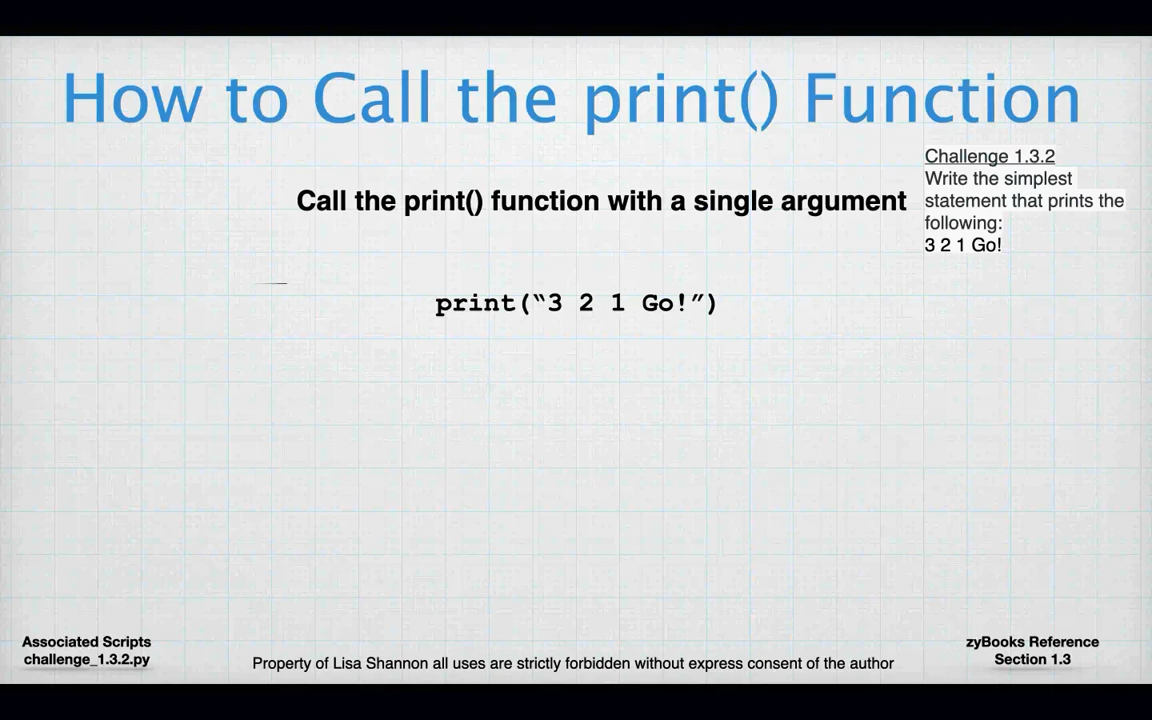 How to Call the print() Function
Challenge 1.3.2
Write the simplest
statement that prints the
following:
3 2 1 Go!
Call the print() function with a single argument
print(“3 2 1 Go!”)
Associated Scripts
challenge_1.3.2.py
Property of Lisa Shannon all uses are strictly forbidden without express consent of the author
zyBooks Reference
Section 1.3